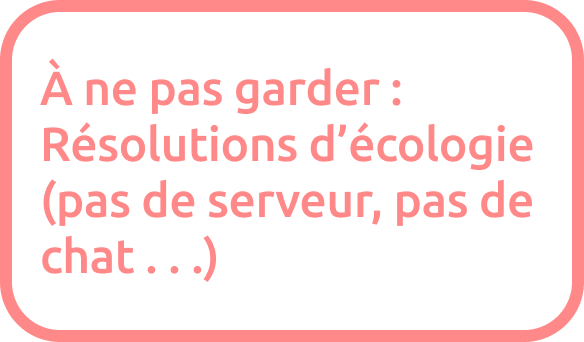 À ne pas garder :
Résolutions d’écologie
(pas de serveur, pas de
chat . . .)